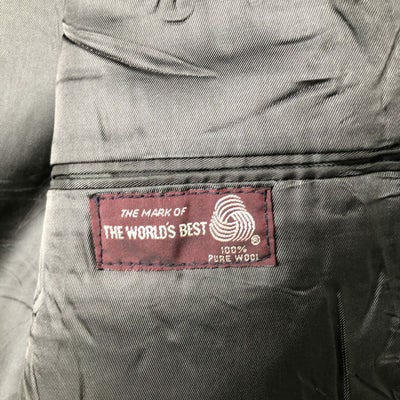 THE MARK OF
THE WORLD'S BEST
®
100%
PURE WOOL